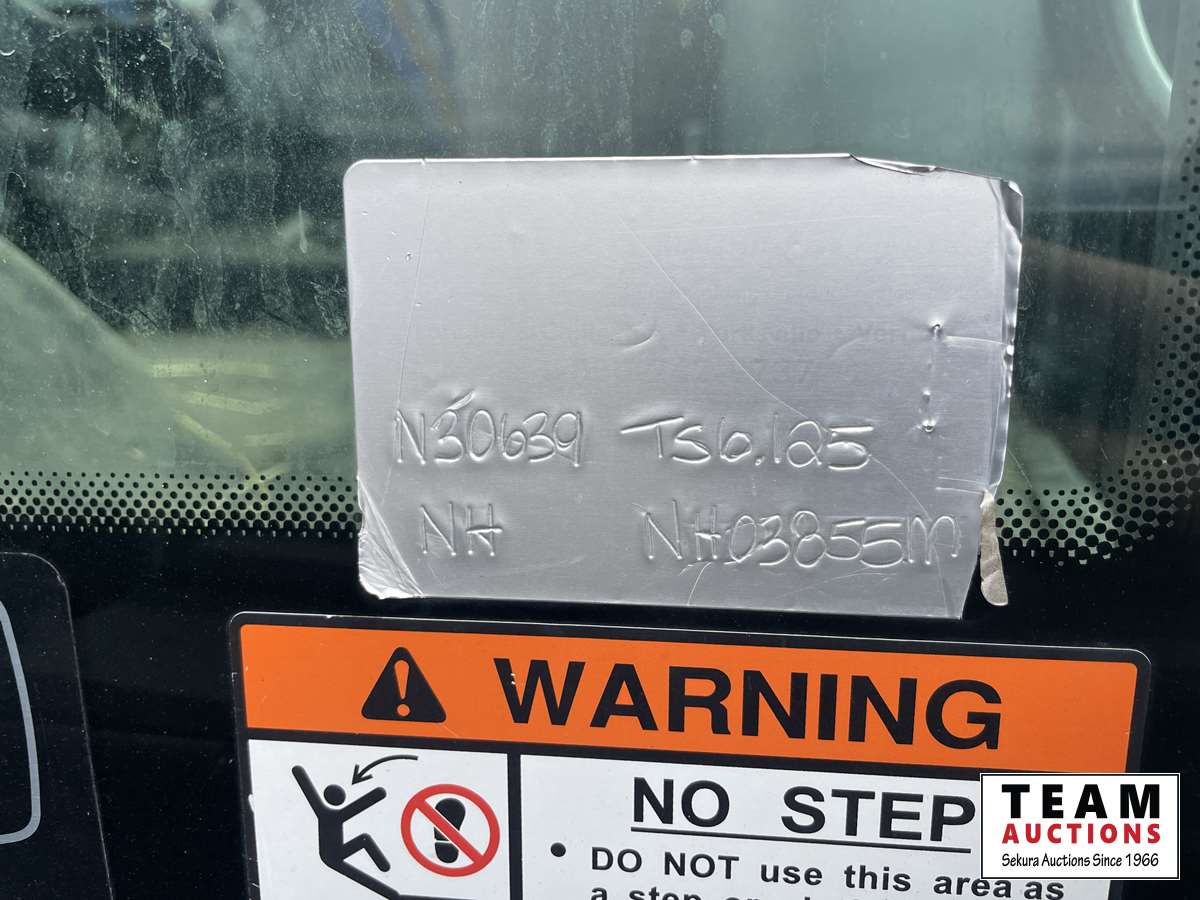 N30639 TS6.125
NH NH03855M
WARNING
NO STEP
• DO NOT use this area as
TEAM
AUCTIONS
Sekura Auctions Since 1966